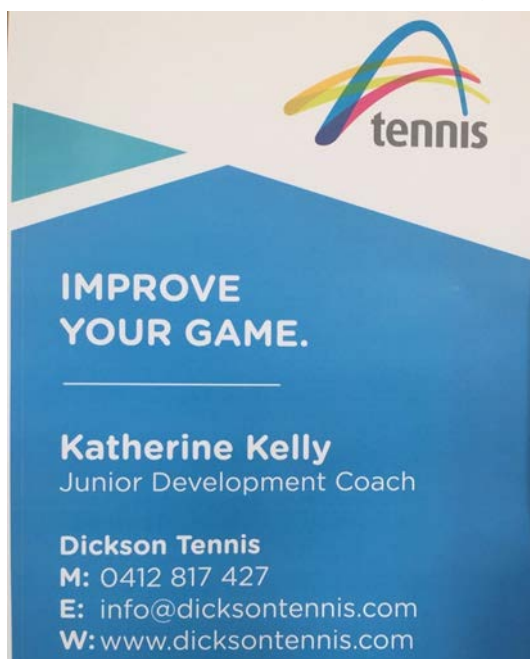 tennis
IMPROVE
YOUR GAME.
Katherine Kelly
Junior Development Coach
Dickson Tennis
M: 0412 817 427
E: info@dicksontennis.com
W: www.dicksontennis.com